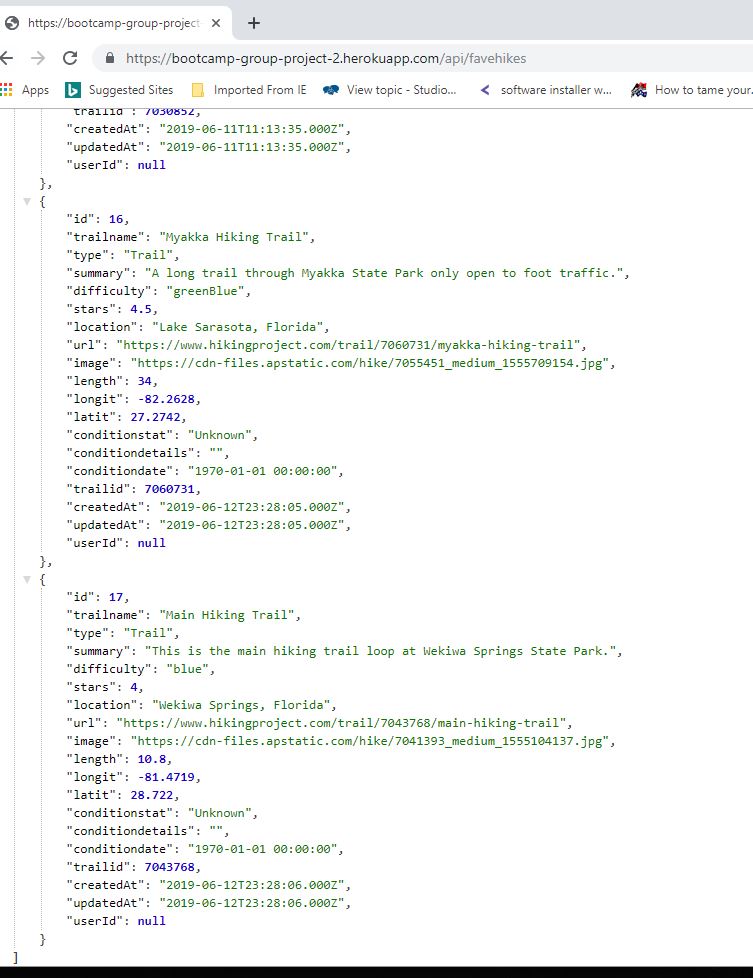 https://bootcamp-group-project-
https://bootcamp-group-project-2.herokuapp.com/api/favehikes
Apps Suggested Sites Imported From IE View topic - Studio... software installer w... How to tame your.
"trailid": 7030852,
"createdAt": "2019-06-11T11:13:35.000Z",
"updatedAt": "2019-06-11T11:13:35.000Z",
"userId": null
},
{
"id": 16,
"trailname": "Myakka Hiking Trail",
"type": "Trail",
"summary": "A long trail through Myakka State Park only open to foot traffic.",
"difficulty": "greenBlue",
"stars": 4.5,
"location": "Lake Sarasota, Florida",
"url": "https://www.hikingproject.com/trail/7060731/myakka-hiking-trail",
"image": "https://cdn-files.apstatic.com/hike/7055451_medium_1555709154.jpg",
"length": 34,
"longit": -82.2628,
"latit": 27.2742,
"conditionstat": "Unknown",
"conditiondetails": "",
"conditiondate": "1970-01-01 00:00:00",
"trailid": 7060731,
"createdAt": "2019-06-12T23:28:05.000Z",
"updatedAt": "2019-06-12T23:28:05.000Z",
"userId": null
},
{
"id": 17,
"trailname": "Main Hiking Trail",
"type": "Trail",
"summary": "This is the main hiking trail loop at Wekiwa Springs State Park.",
"difficulty": "blue",
"stars": 4,
"location": "Wekiwa Springs, Florida",
"url": "https://www.hikingproject.com/trail/7043768/main-hiking-trail",
"image": "https://cdn-files.apstatic.com/hike/7041393_medium_1555104137.jpg",
"length": 10.8,
"longit": -81.4719,
"latit": 28.722,
"conditionstat": "Unknown",
"conditiondetails": "",
"conditiondate": "1970-01-01 00:00:00",
"trailid": 7043768,
"createdAt": "2019-06-12T23:28:06.000Z",
"updatedAt": "2019-06-12T23:28:06.000Z",
"userId": null
}
]